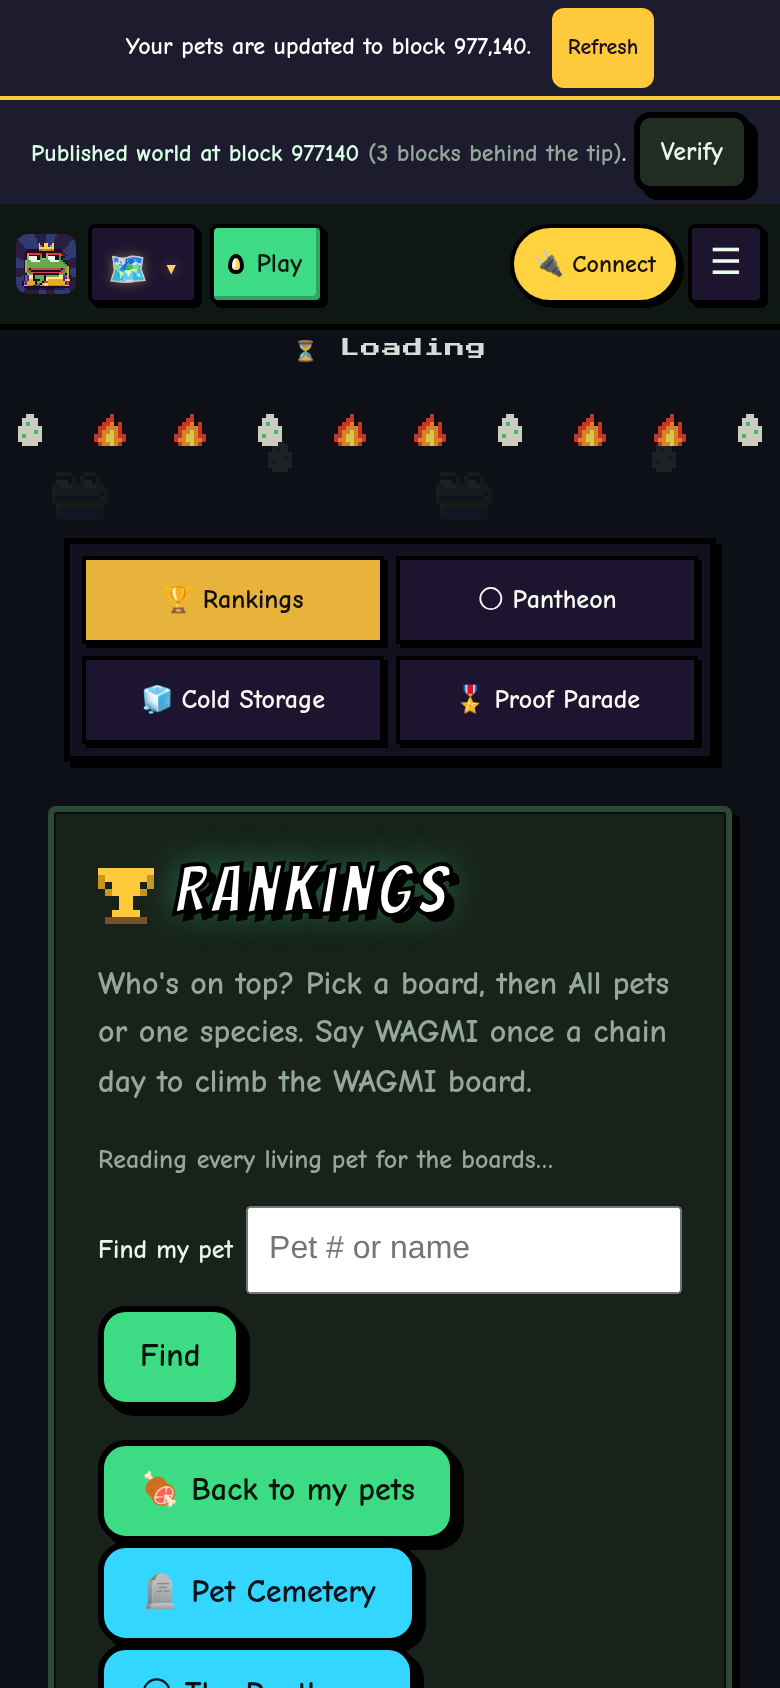 Your pets are updated to block 977,140. Refresh
Published world at block 977140 (3 blocks behind the tip). Verify
Play
Connect
Loading
Rankings
Pantheon
Cold Storage
Proof Parade
RANKINGS
Who's on top? Pick a board, then All pets
or one species. Say WAGMI once a chain
day to climb the WAGMI board.
Reading every living pet for the boards...
Find my pet Pet # or name
Find
Back to my pets
Pet Cemetery